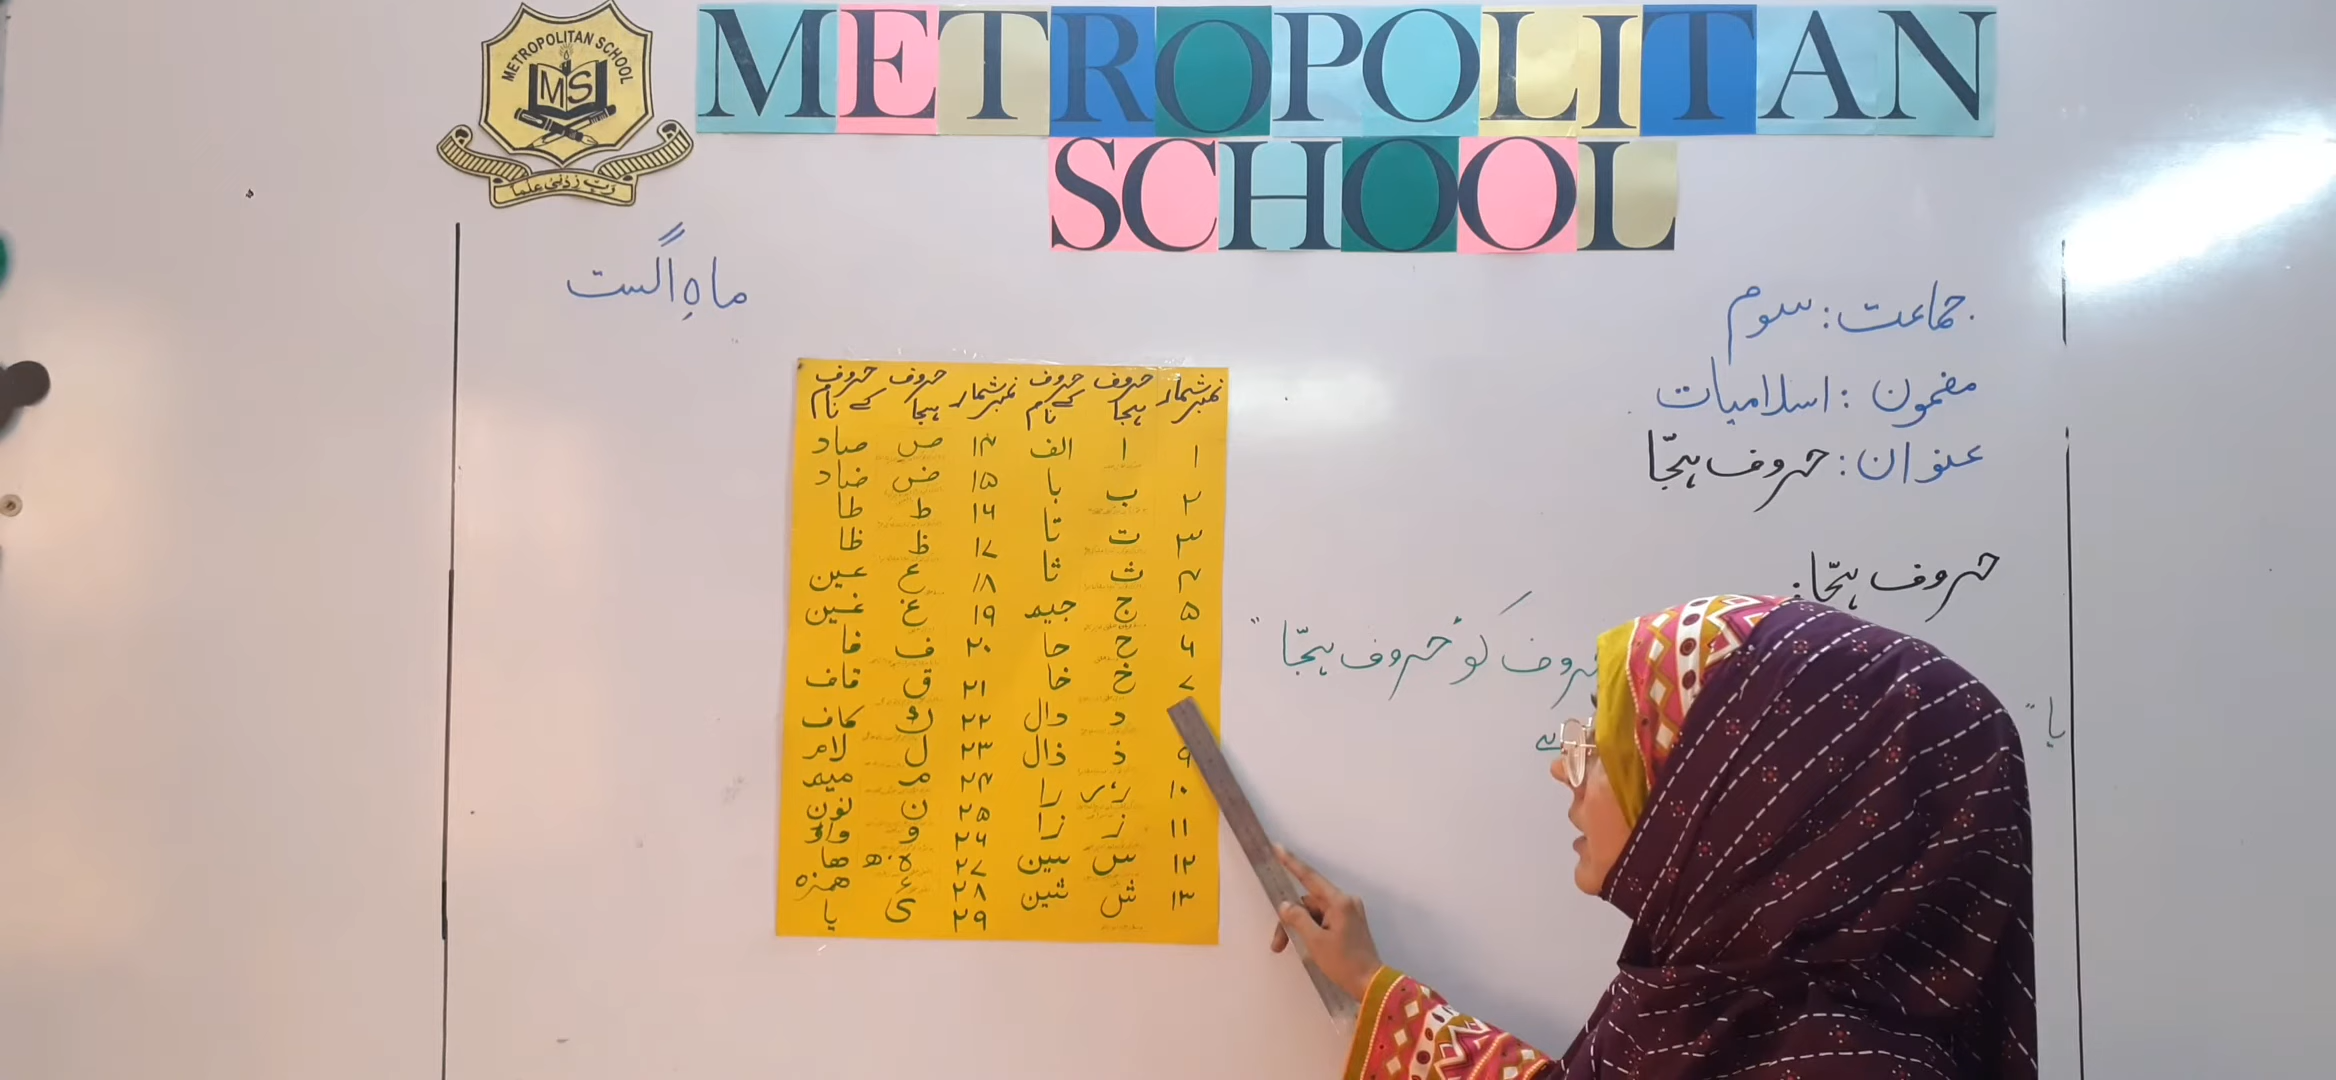 METROPOLITAN SCHOOL
MS
رَبِّ زِدْنِی عِلْمًا
METROPOLITAN
SCHOOL
ماہِ اگست
جماعت: سوم
مضمون: اسلامیات
عنوان: حروف ہجّا
حروف ہجّا:
حروف کو "حروف ہجّا"
ہے
یا
نمبر شمار حروف ہجا حروف کے نام نمبر شمار حروف ہجا حروف کے نام
۱ ا الف ۱۴ ص صاد
۲ ب با ۱۵ ض ضاد
۳ ت تا ۱۶ ط طا
۴ ث ثا ۱۷ ظ ظا
۵ ج جیم ۱۸ ع عین
۶ ح حا ۱۹ غ غین
۷ خ خا ۲۰ ف فا
د دال ۲۱ ق قاف
۹ ذ ذال ۲۲ ك کاف
۱۰ ر،ر را ۲۳ ل لام
۱۱ ز زا ۲۴ م میم
۱۲ س سین ۲۵ ن نون
۱۳ ش شین ۲۶ و واؤ
۲۷ ہ،ھ ھا
۲۸ ء ھمزہ
۲۹ ی یا